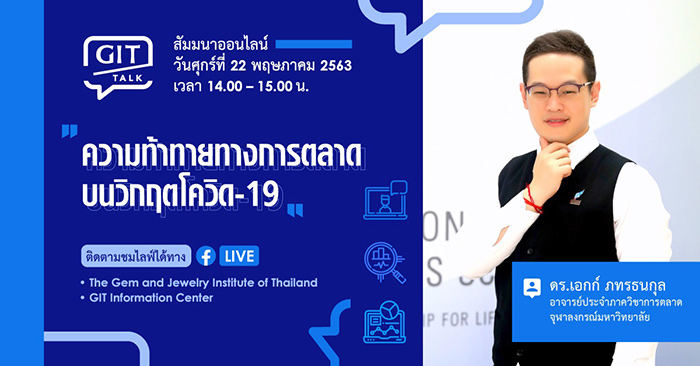 GIT
TALK
สัมมนาออนไลน์
วันศุกร์ที่ 22 พฤษภาคม 2563
เวลา 14.00 – 15.00 น.
"ความท้าทายทางการตลาด
บนวิกฤตโควิด-19"
ติดตามชมไลฟ์ได้ทาง f LIVE
• The Gem and Jewelry Institute of Thailand
• GIT Information Center
ON
S
P FOR LIF
ดร.เอกก์ ภทรธนกุล
อาจารย์ประจำภาควิชาการตลาด
จุฬาลงกรณ์มหาวิทยาลัย